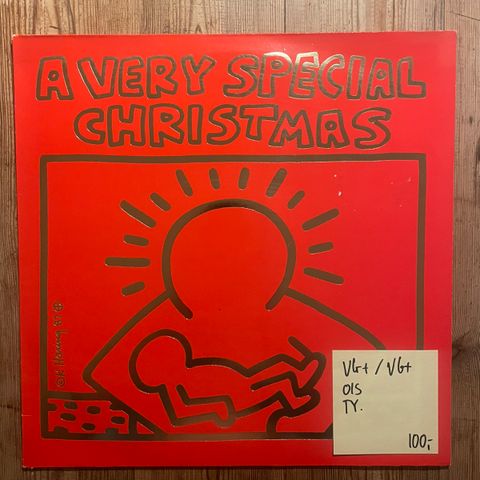 A VERY SPECIAL
CHRISTMAS
VG+ / VG+
OIS
TY.
100,-